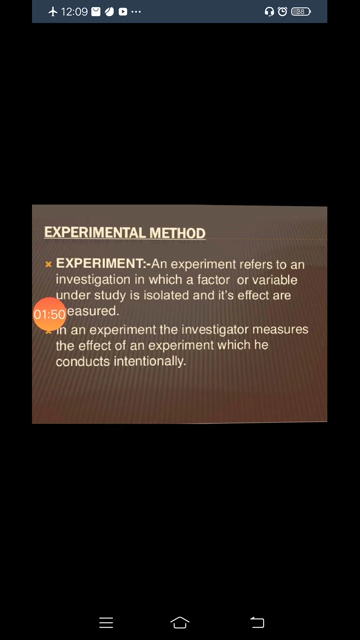 12:09
88
EXPERIMENTAL METHOD
EXPERIMENT:-An experiment refers to an
investigation in which a factor or variable
under study is isolated and it's effect are
easured.
In an experiment the investigator measures
the effect of an experiment which he
conducts intentionally.
01:50